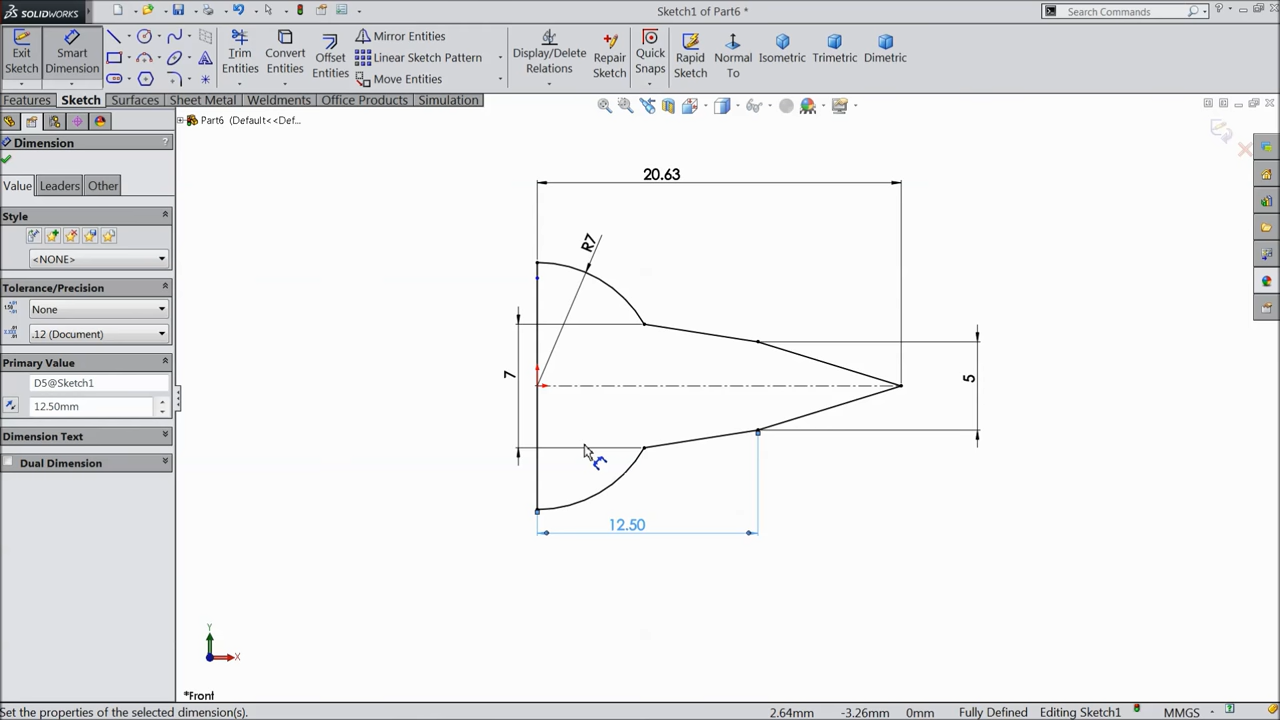 SOLIDWORKS
Sketch1 of Part6 *
Search Commands
Exit Sketch
Smart Dimension
Trim Entities
Convert Entities
Offset Entities
Mirror Entities
Linear Sketch Pattern
Move Entities
Display/Delete Relations
Repair Sketch
Quick Snaps
Rapid Sketch
Normal To
Isometric
Trimetric
Dimetric
Features
Sketch
Surfaces
Sheet Metal
Weldments
Office Products
Simulation
Part6 (Default<<Def...
Dimension
?
Value
Leaders
Other
Style
<NONE>
Tolerance/Precision
None
.12 (Document)
Primary Value
D5@Sketch1
12.50mm
Dimension Text
Dual Dimension
20.63
R7
7
5
12.50
Y
X
*Front
Set the properties of the selected dimension(s).
2.64mm
-3.26mm
0mm
Fully Defined
Editing Sketch1
MMGS